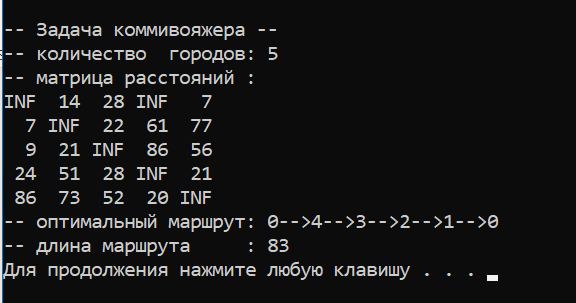 -- Задача коммивояжера --
-- количество  городов: 5
-- матрица расстояний :
INF  14  28 INF   7
  7 INF  22  61  77
  9  21 INF  86  56
 24  51  28 INF  21
 86  73  52  20 INF
-- оптимальный маршрут: 0-->4-->3-->2-->1-->0
-- длина маршрута     : 83
Для продолжения нажмите любую клавишу . . .